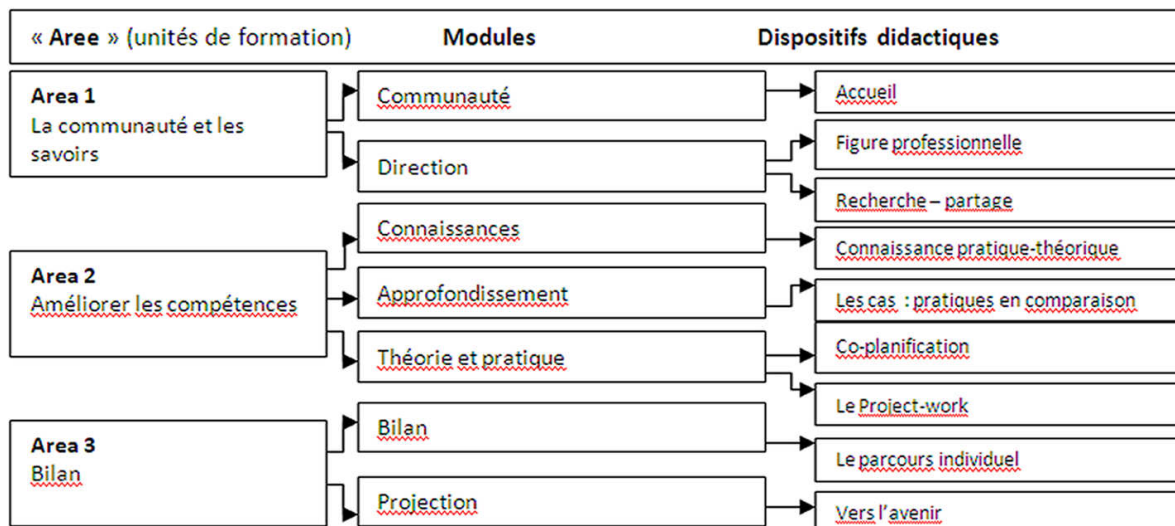 « Aree » (unités de formation) Modules Dispositifs didactiques
Area 1
La communauté et les
savoirs
Communauté
Direction
Accueil
Figure professionnelle
Recherche – partage
Area 2
Améliorer les compétences
Connaissances
Approfondissement
Théorie et pratique
Connaissance pratique-théorique
Les cas : pratiques en comparaison
Co-planification
Le Project-work
Area 3
Bilan
Bilan
Projection
Le parcours individuel
Vers l'avenir